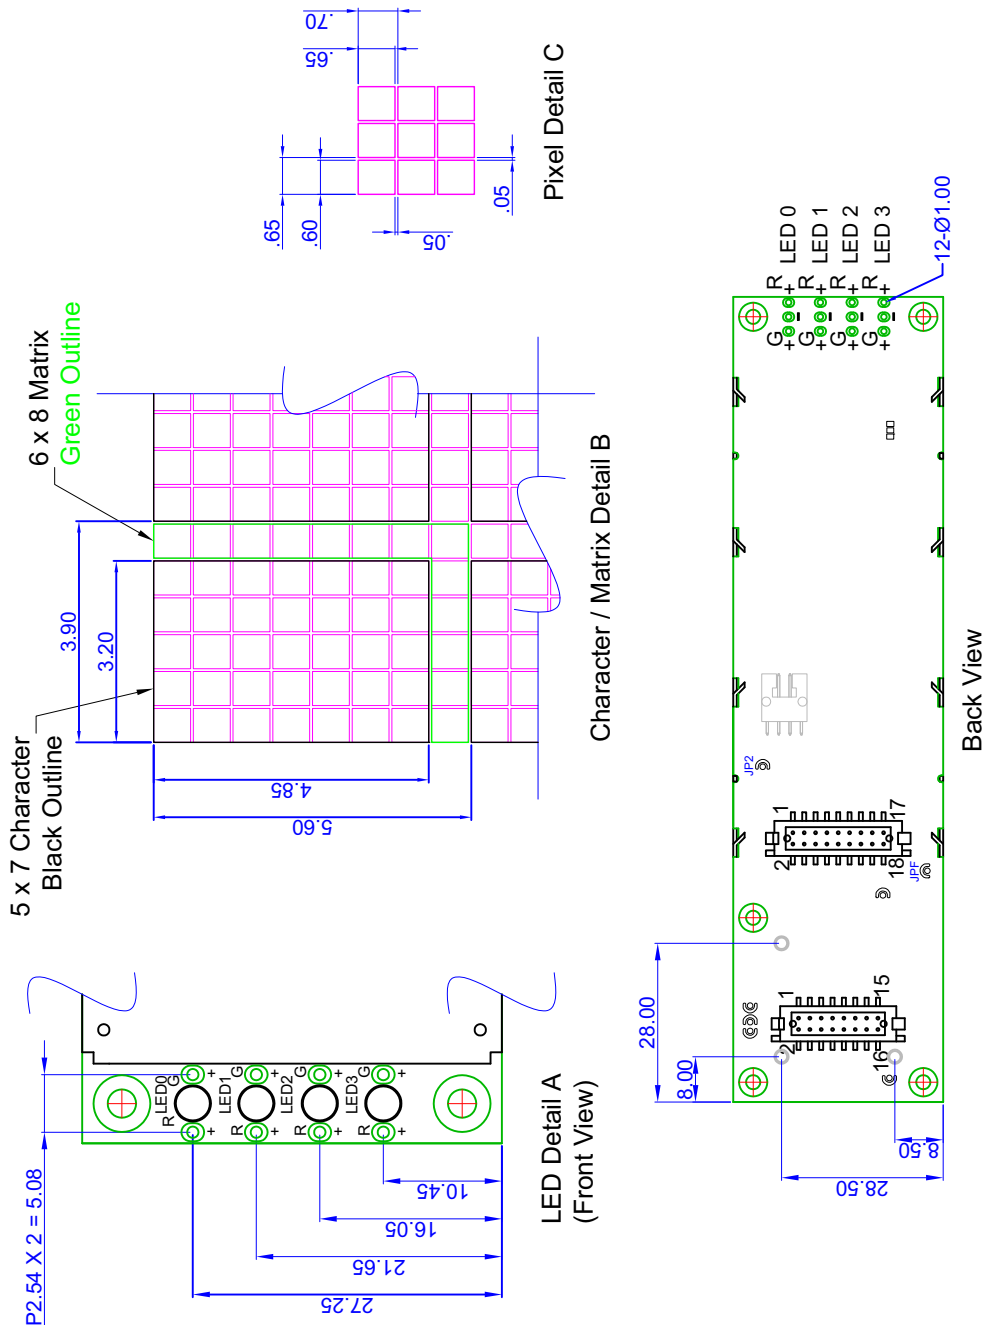 .70
.65
.65
.60
.05
.05
Pixel Detail C
6 x 8 Matrix
Green Outline
5 x 7 Character
Black Outline
3.90
3.20
4.85
5.60
Character / Matrix Detail B
P2.54 X 2 = 5.08
R LED0 G
+ +
LED1 G
R + +
LED2 G
R + +
LED3 G
R + +
10.45
16.05
21.65
27.25
LED Detail A
(Front View)
G + - R + LED 0
G + - R + LED 1
G + - R + LED 2
G + - R + LED 3
12-Ø1.00
JP2
1
2
17
18
JPF
1
2
15
16
28.00
8.00
8.50
28.50
Back View